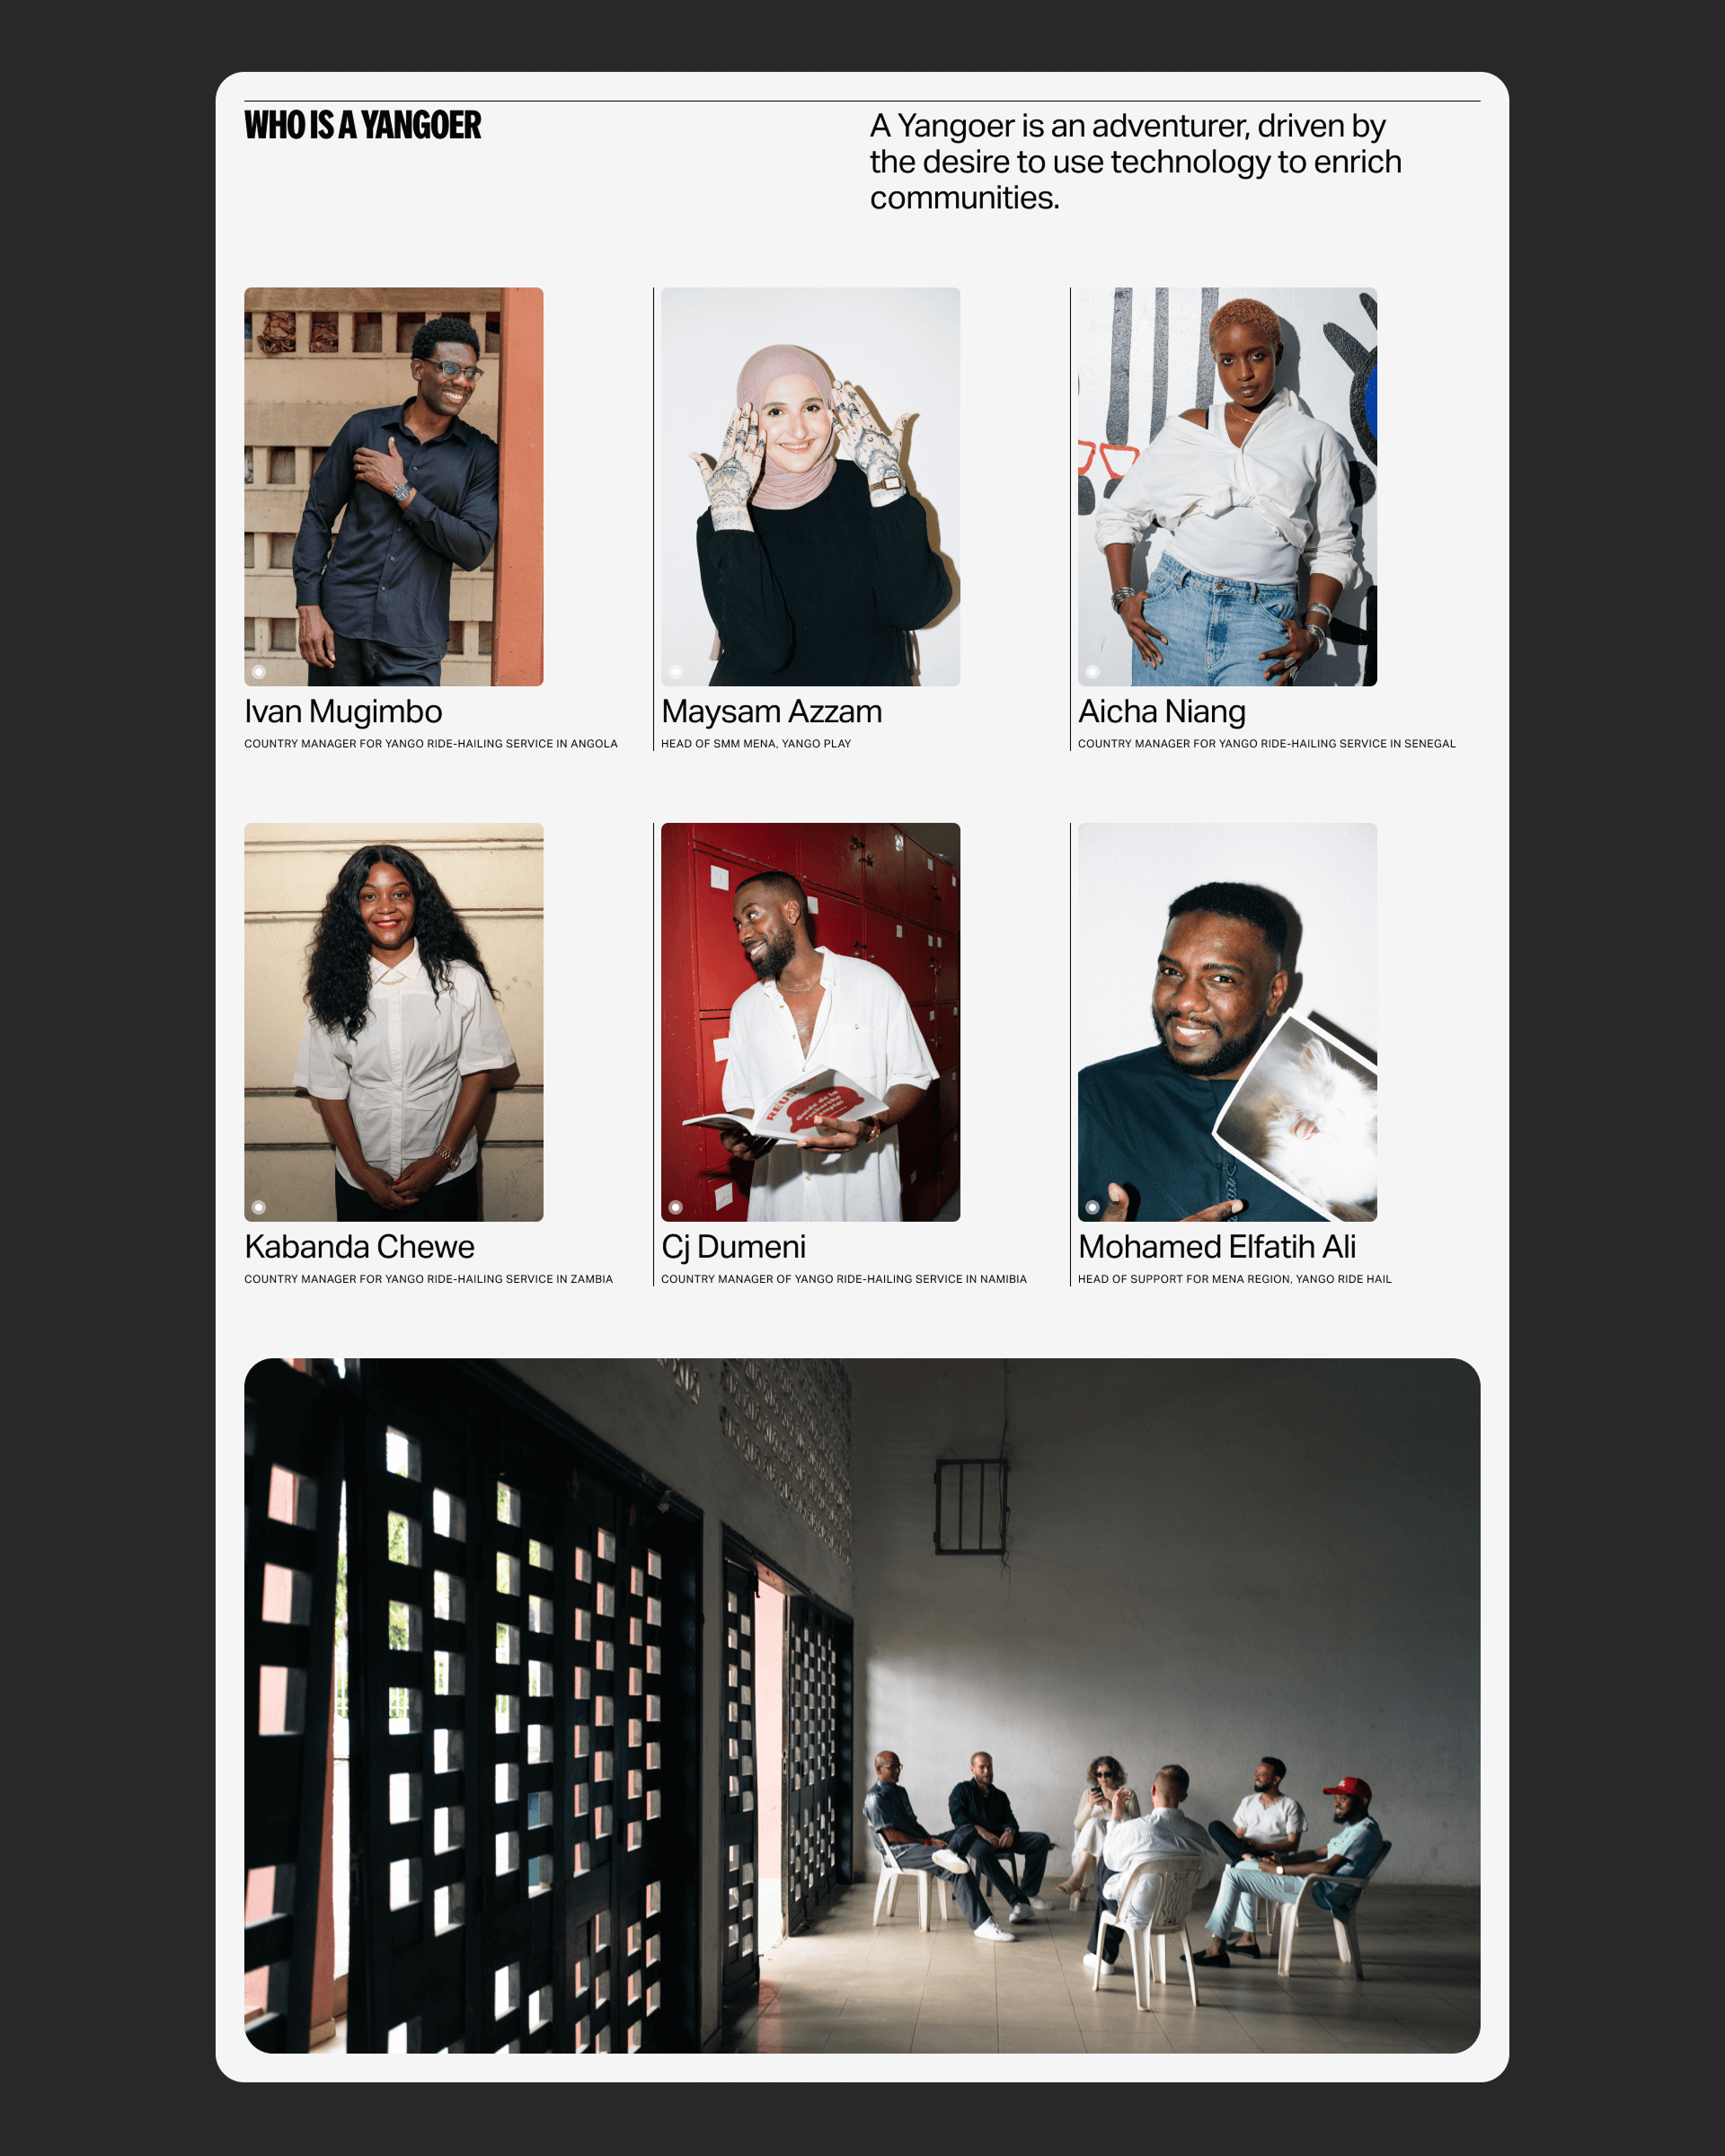 WHO IS A YANGOER
A Yangoer is an adventurer, driven by
the desire to use technology to enrich
communities.
Ivan Mugimbo
COUNTRY MANAGER FOR YANGO RIDE-HAILING SERVICE IN ANGOLA
Maysam Azzam
HEAD OF SMM MENA, YANGO PLAY
Aicha Niang
COUNTRY MANAGER FOR YANGO RIDE-HAILING SERVICE IN SENEGAL
Kabanda Chewe
COUNTRY MANAGER FOR YANGO RIDE-HAILING SERVICE IN ZAMBIA
Cj Dumeni
COUNTRY MANAGER OF YANGO RIDE-HAILING SERVICE IN NAMIBIA
Mohamed Elfatih Ali
HEAD OF SUPPORT FOR MENA REGION, YANGO RIDE HAIL